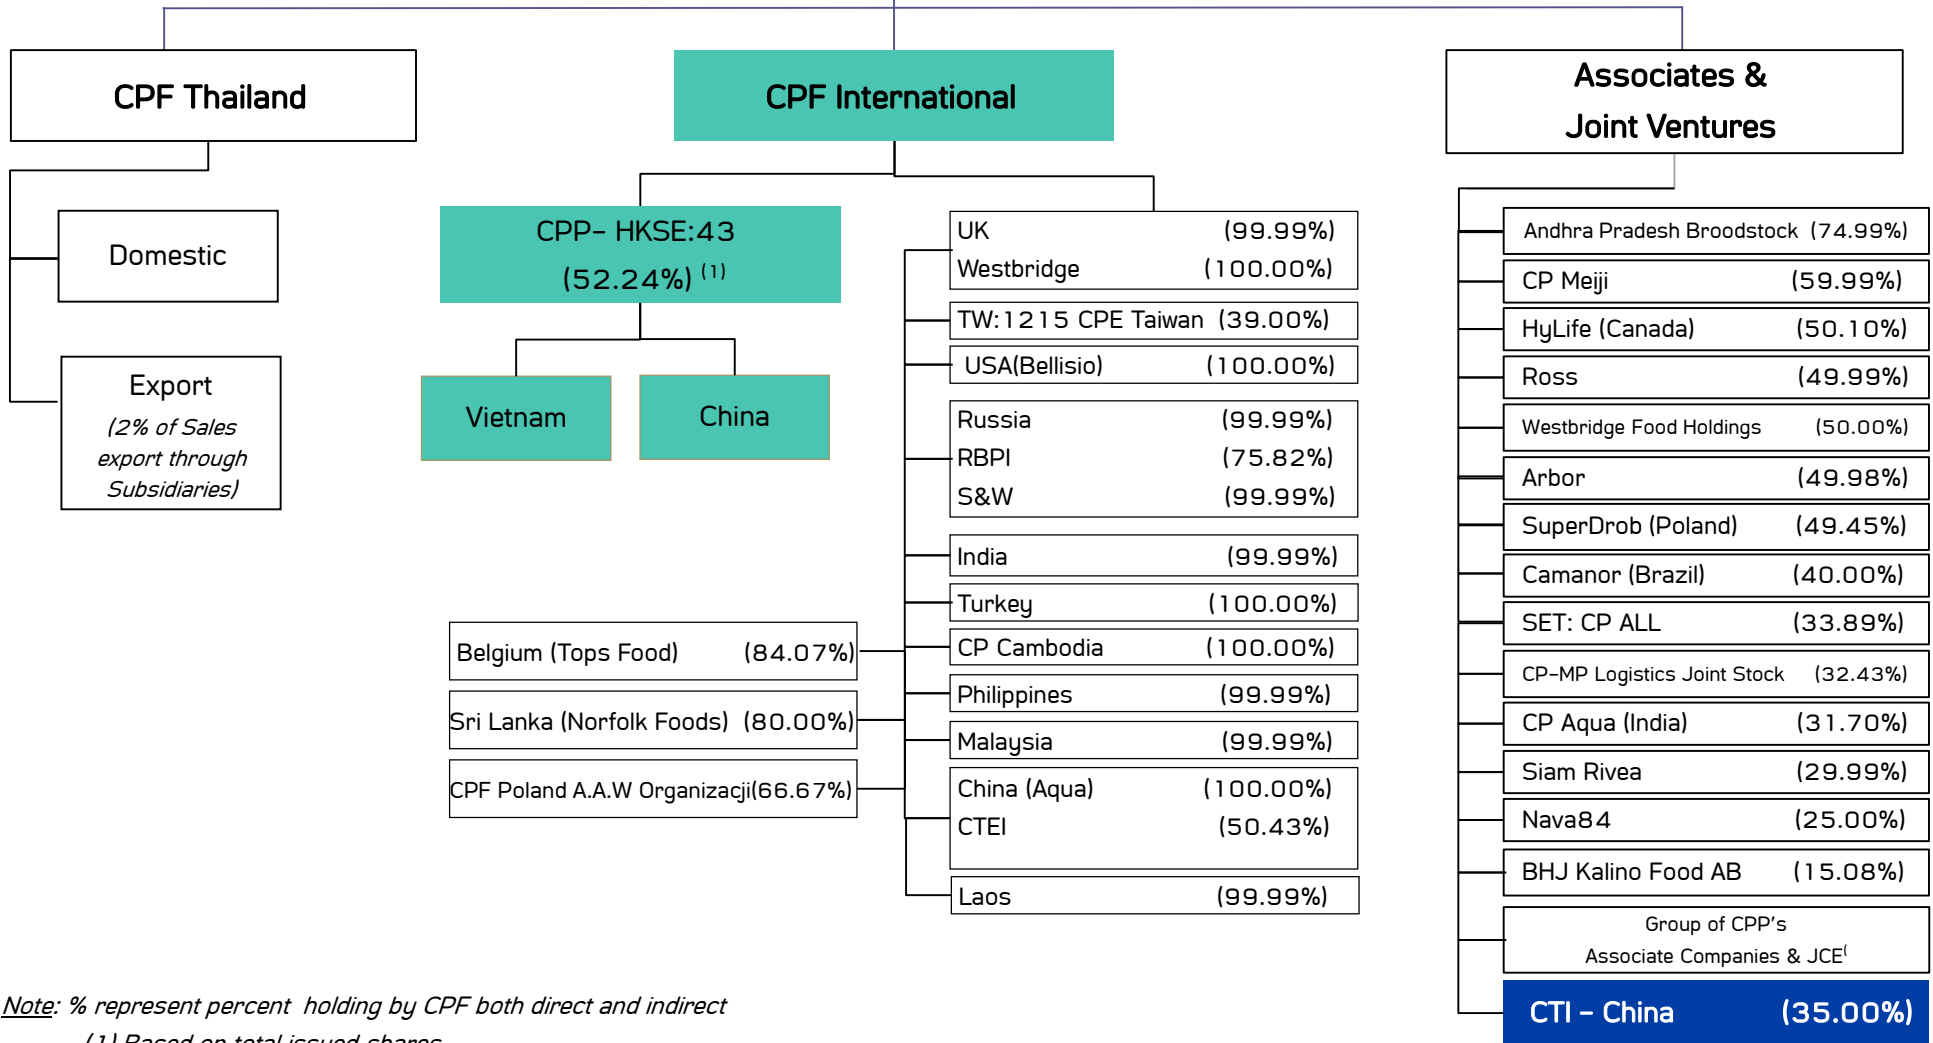 CPF Thailand
Domestic
Export
(2% of Sales
export through
Subsidiaries)
CPF International
CPP- HKSE:43
(52.24%) (1)
Vietnam
China
Belgium (Tops Food) (84.07%)
Sri Lanka (Norfolk Foods) (80.00%)
CPF Poland A.A.W Organizacji(66.67%)
UK (99.99%)
Westbridge (100.00%)
TW:1215 CPE Taiwan (39.00%)
USA(Bellisio) (100.00%)
Russia (99.99%)
RBPI (75.82%)
S&W (99.99%)
India (99.99%)
Turkey (100.00%)
CP Cambodia (100.00%)
Philippines (99.99%)
Malaysia (99.99%)
China (Aqua) (100.00%)
CTEI (50.43%)
Laos (99.99%)
Associates &
Joint Ventures
Andhra Pradesh Broodstock (74.99%)
CP Meiji (59.99%)
HyLife (Canada) (50.10%)
Ross (49.99%)
Westbridge Food Holdings (50.00%)
Arbor (49.98%)
SuperDrob (Poland) (49.45%)
Camanor (Brazil) (40.00%)
SET: CP ALL (33.89%)
CP-MP Logistics Joint Stock (32.43%)
CP Aqua (India) (31.70%)
Siam Rivea (29.99%)
Nava84 (25.00%)
BHJ Kalino Food AB (15.08%)
Group of CPP's
Associate Companies & JCE(
CTI - China (35.00%)
Note: % represent percent holding by CPF both direct and indirect
(1) Based on total issued shares